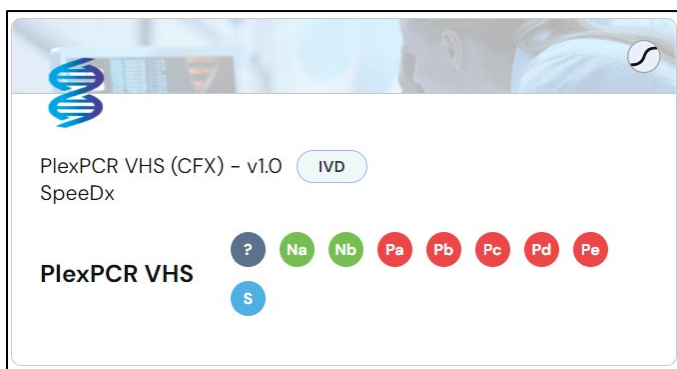 PlexPCR VHS (CFX) - v1.0 IVD
SpeeDx
PlexPCR VHS ? Na Nb Pa Pb Pc Pd Pe
S